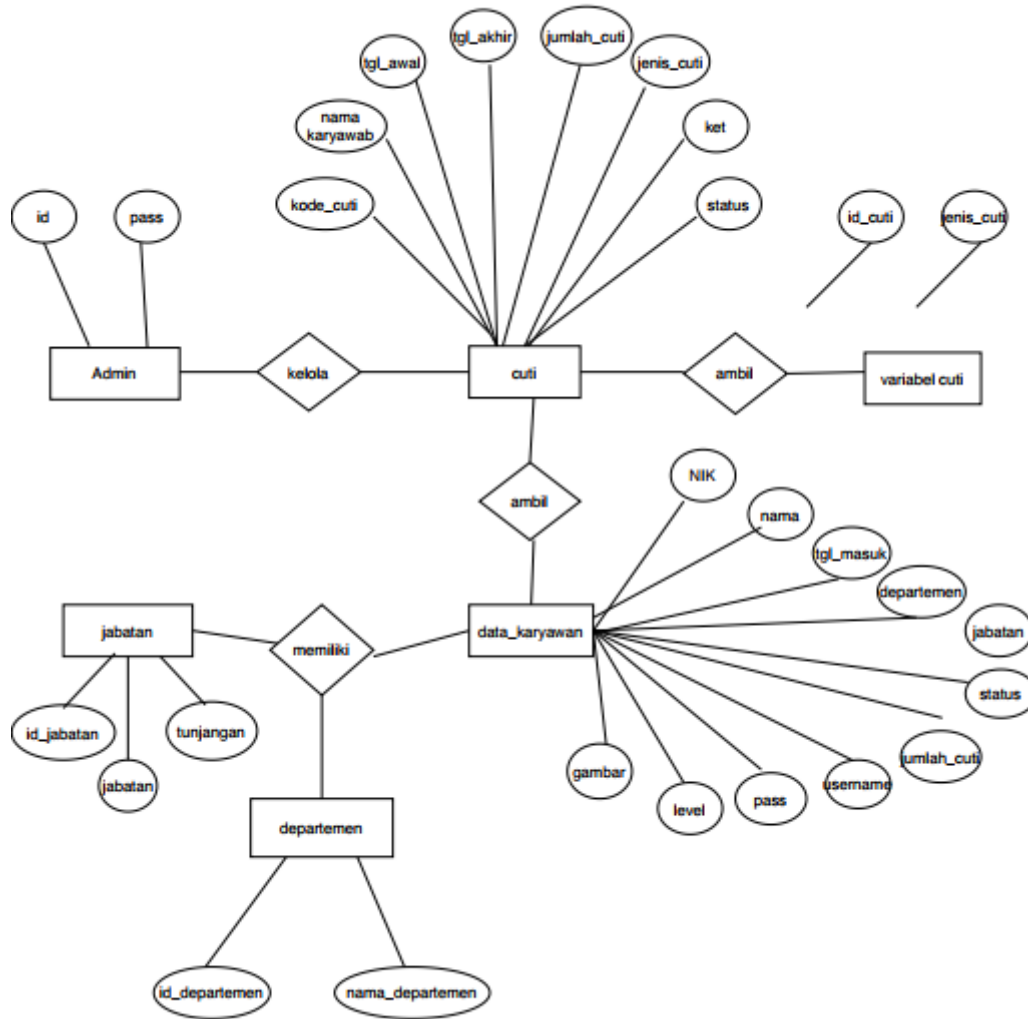 tgl_akhir
jumlah_cuti
tgl_awal
jenis_cuti
nama
karyawab
ket
kode_cuti
status
id
pass
id_cuti
jenis_cuti
Admin
kelola
cuti
ambil
variabel cuti
ambil
NIK
nama
tgl_masuk
departemen
jabatan
memiliki
data_karyawan
jabatan
status
id_jabatan
tunjangan
jumlah_cuti
jabatan
gambar
level
pass
username
departemen
id_departemen
nama_departemen